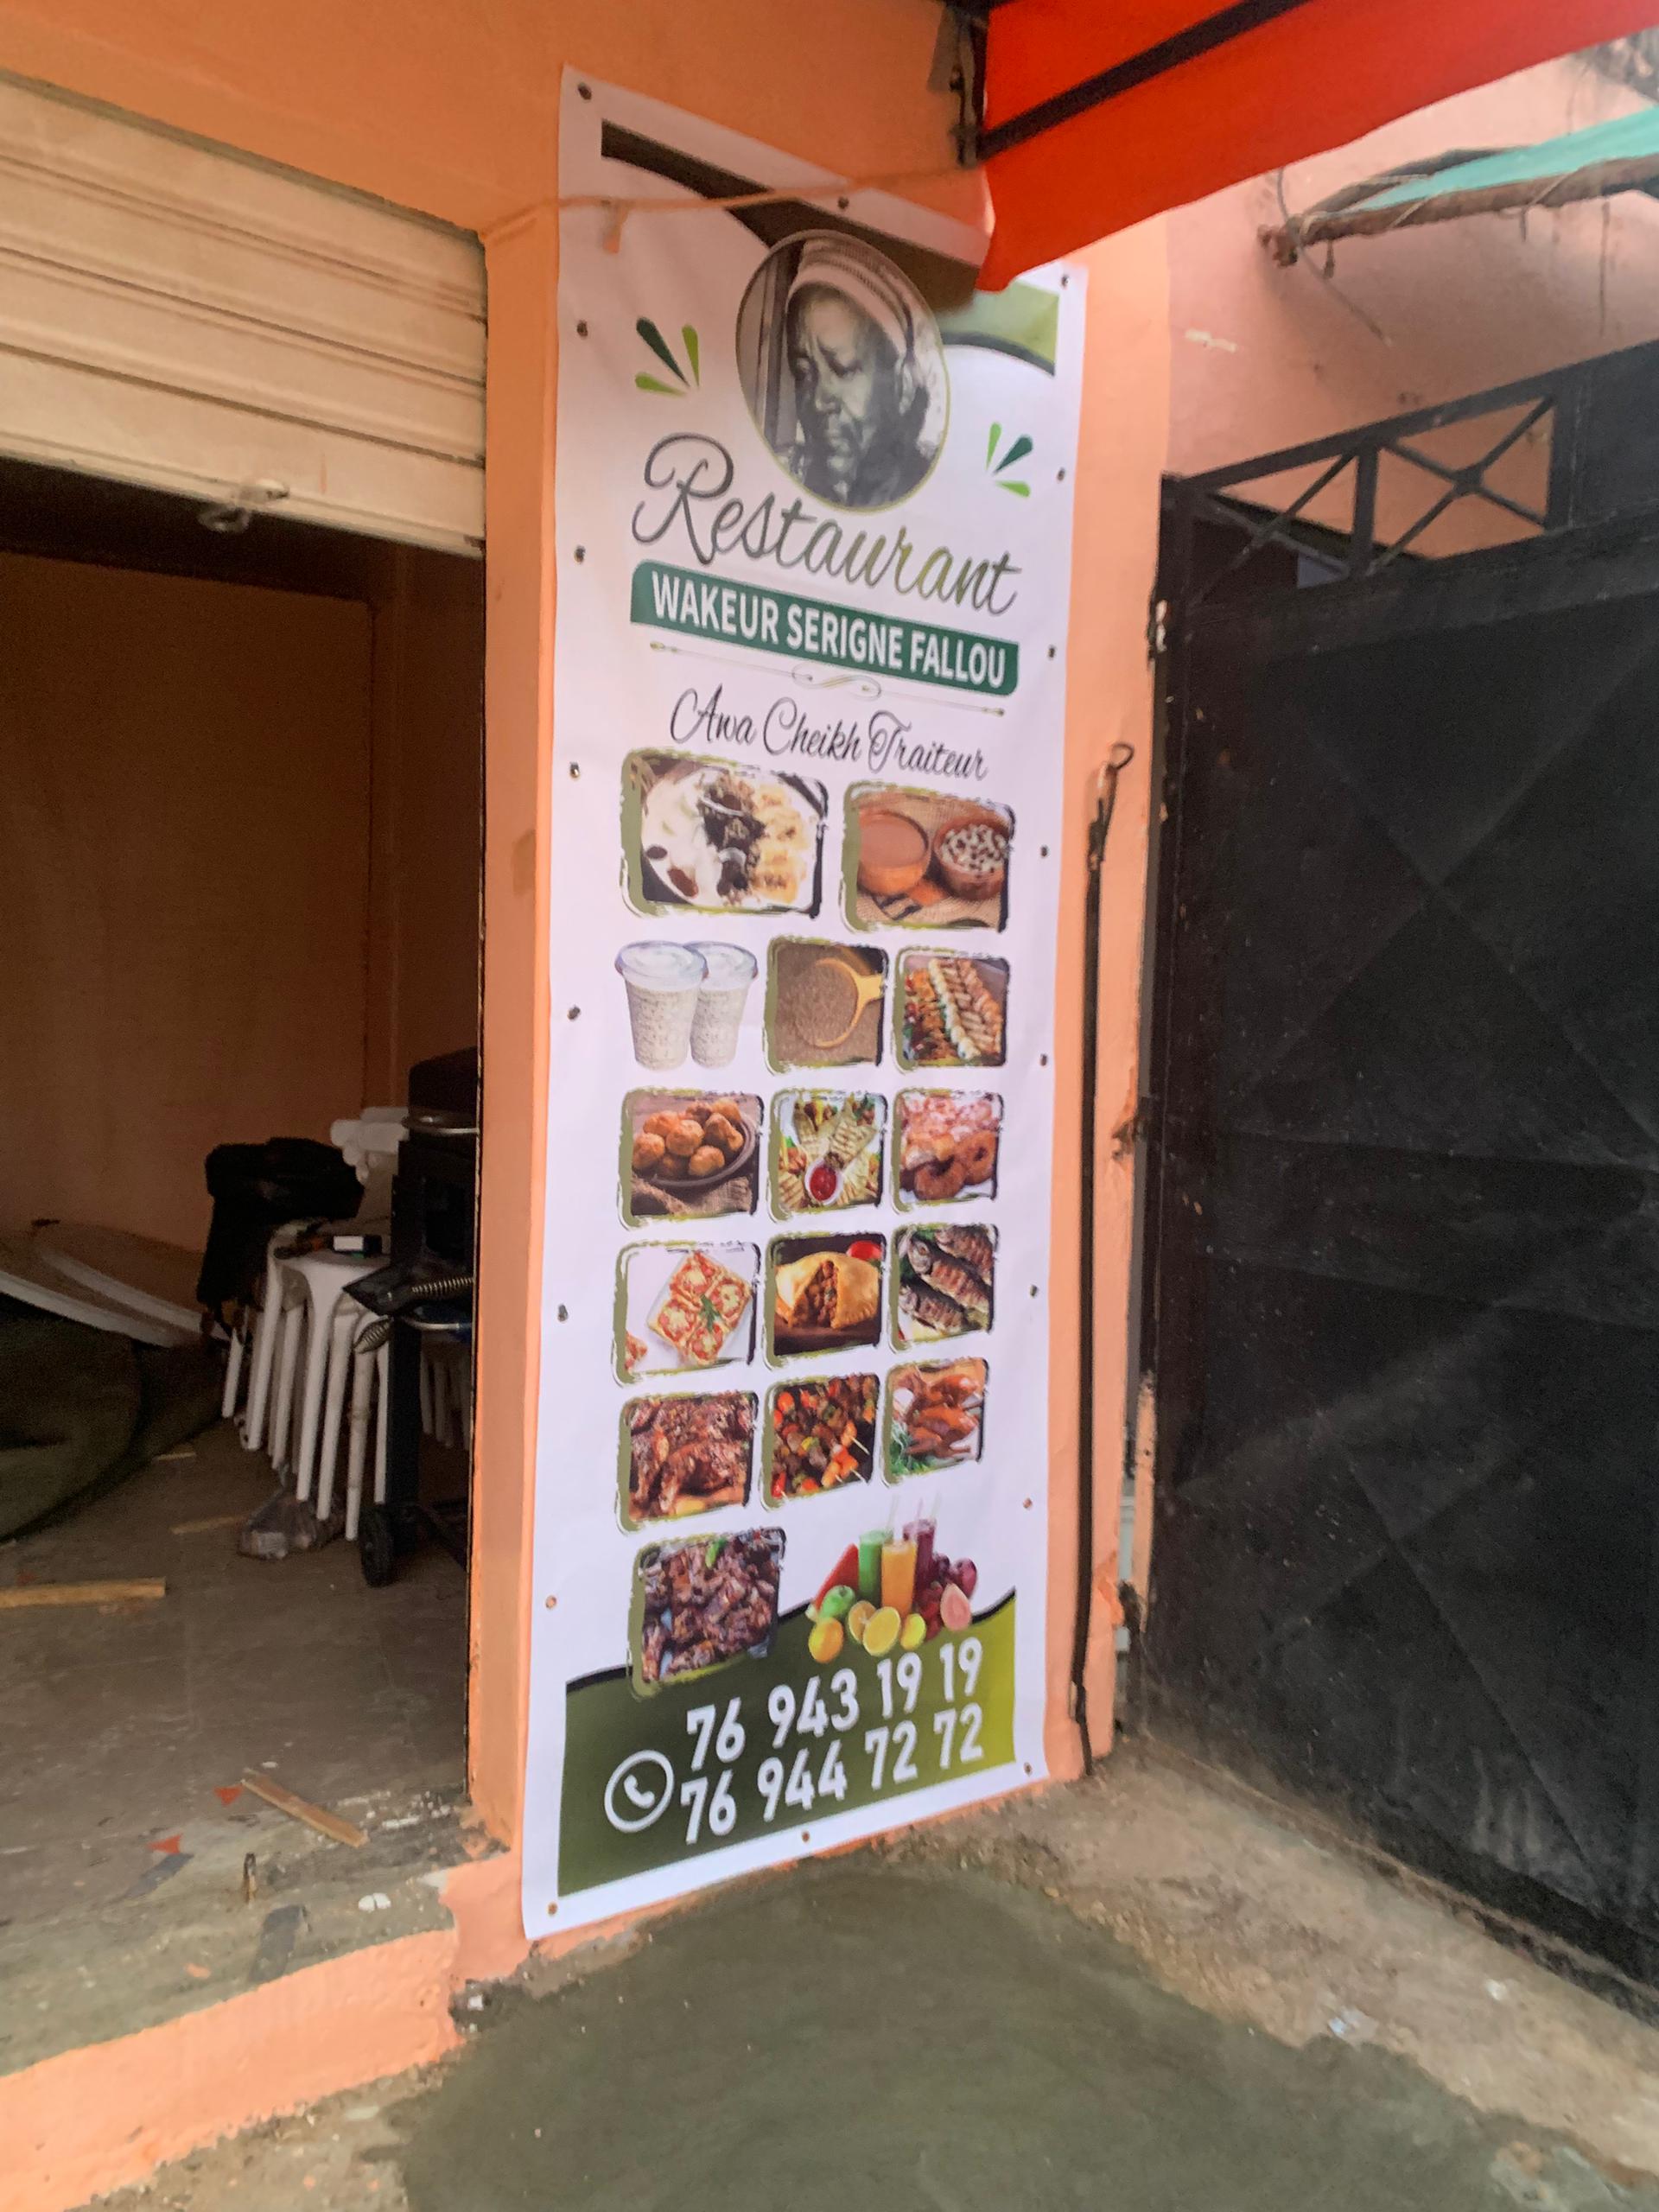 Restaurant
WAKEUR SERIGNE FALLOU
Awa Cheikh Traiteur
76 943 19 19
76 944 72 72